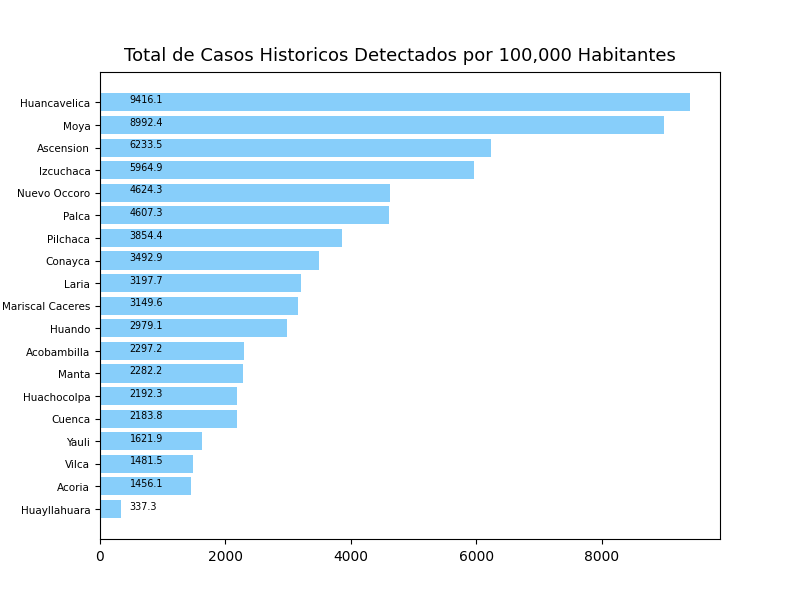 Total de Casos Historicos Detectados por 100,000 Habitantes
Huancavelica 9416.1
Moya 8992.4
Ascension 6233.5
Izcuchaca 5964.9
Nuevo Occoro 4624.3
Palca 4607.3
Pilchaca 3854.4
Conayca 3492.9
Laria 3197.7
Mariscal Caceres 3149.6
Huando 2979.1
Acobambilla 2297.2
Manta 2282.2
Huachocolpa 2192.3
Cuenca 2183.8
Yauli 1621.9
Vilca 1481.5
Acoria 1456.1
Huayllahuara 337.3
0 2000 4000 6000 8000